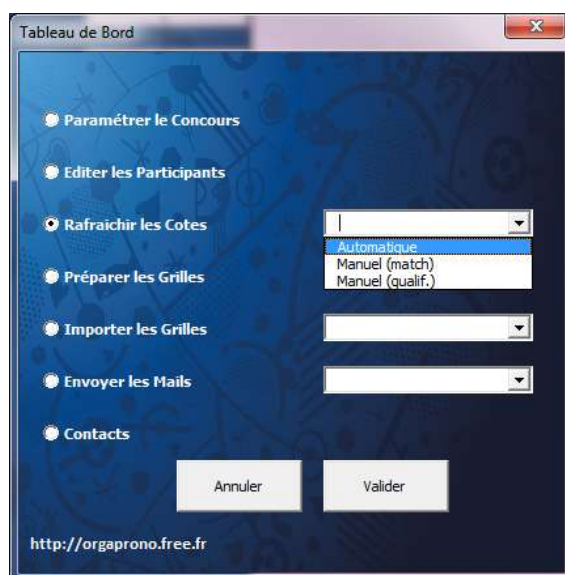 Tableau de Bord
Paramétrer le Concours
Editer les Participants
Rafraichir les Cotes
Automatique
Manuel (match)
Manuel (qualif.)
Préparer les Grilles
Importer les Grilles
Envoyer les Mails
Contacts
Annuler
Valider
http://orgaprono.free.fr